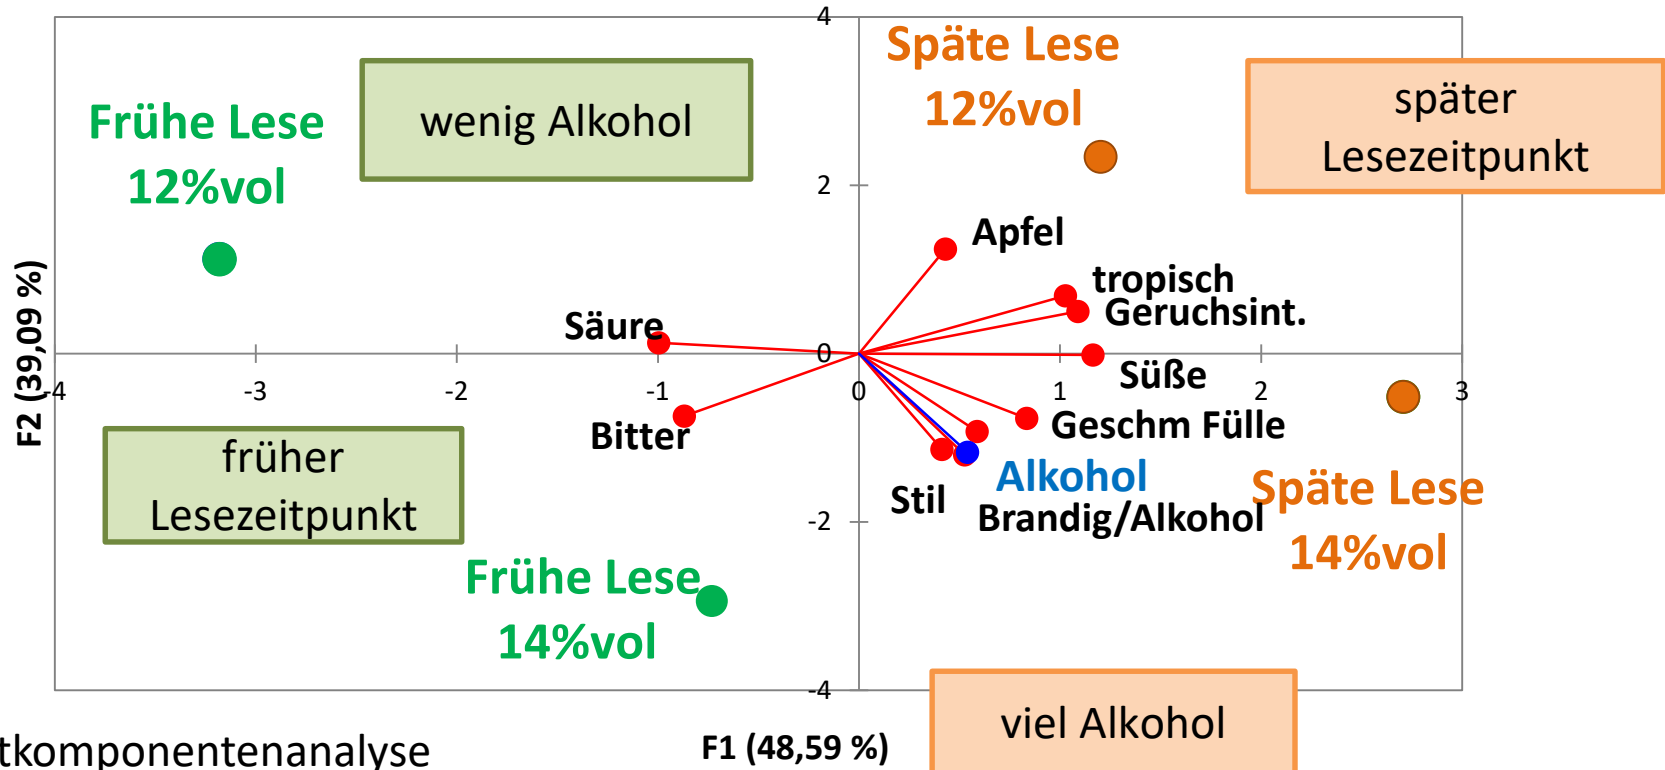 4
Späte Lese
12%vol
später
Lesezeitpunkt
wenig Alkohol
Frühe Lese
12%vol
2
Apfel
tropisch
Geruchsint.
Säure
0
Süße
-4
-3
-2
-1
0
1
2
3
F2 (39,09 %)
Bitter
Geschm Fülle
früher
Lesezeitpunkt
Alkohol
Stil
Brandig/Alkohol
-2
Späte Lese
14%vol
Frühe Lese
14%vol
-4
viel Alkohol
F1 (48,59 %)
tkomponentenanalyse